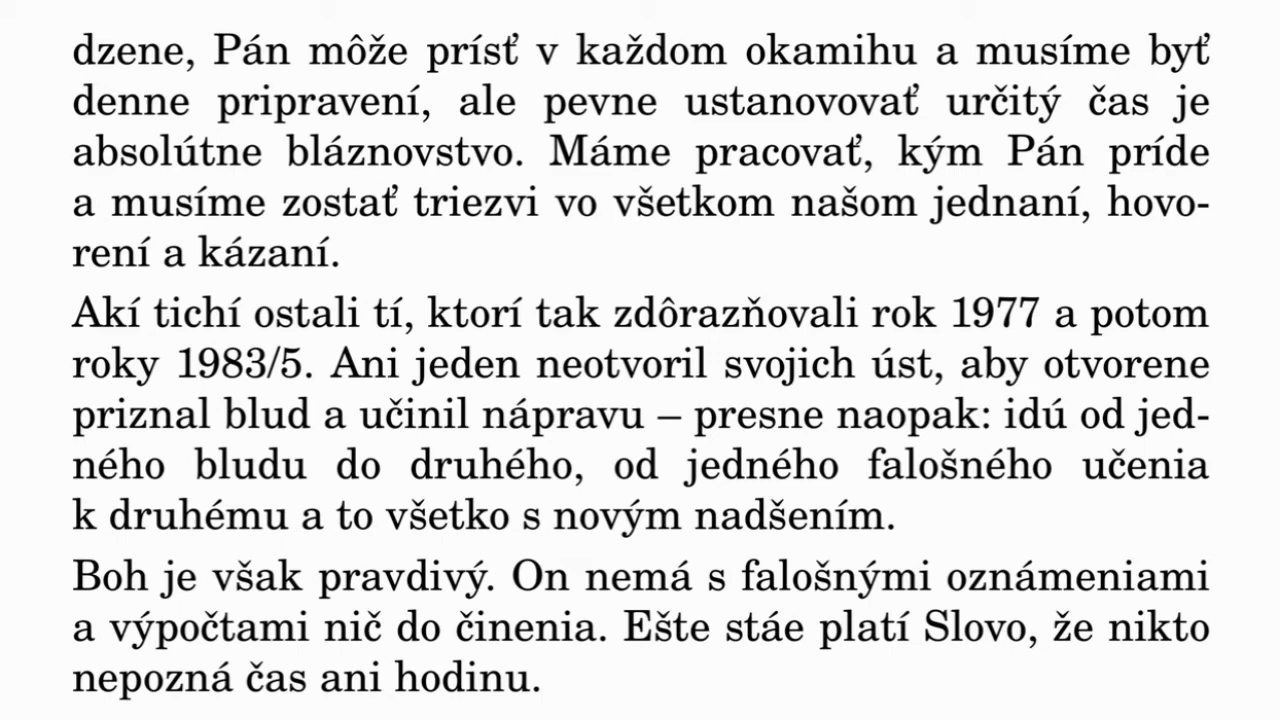 dzene, Pán môže prísť v každom okamihu a musíme byť
denne pripravení, ale pevne ustanovovať určitý čas je
absolútne bláznovstvo. Máme pracovať, kým Pán príde
a musíme zostať triezvi vo všetkom našom jednaní, hovo-
rení a kázaní.
Akí tichí ostali tí, ktorí tak zdôrazňovali rok 1977 a potom
roky 1983/5. Ani jeden neotvoril svojich úst, aby otvorene
priznal blud a učinil nápravu – presne naopak: idú od jed-
ného bludu do druhého, od jedného falošného učenia
k druhému a to všetko s novým nadšením.
Boh je však pravdivý. On nemá s falošnými oznámeniami
a výpočtami nič do činenia. Ešte stáe platí Slovo, že nikto
nepozná čas ani hodinu.